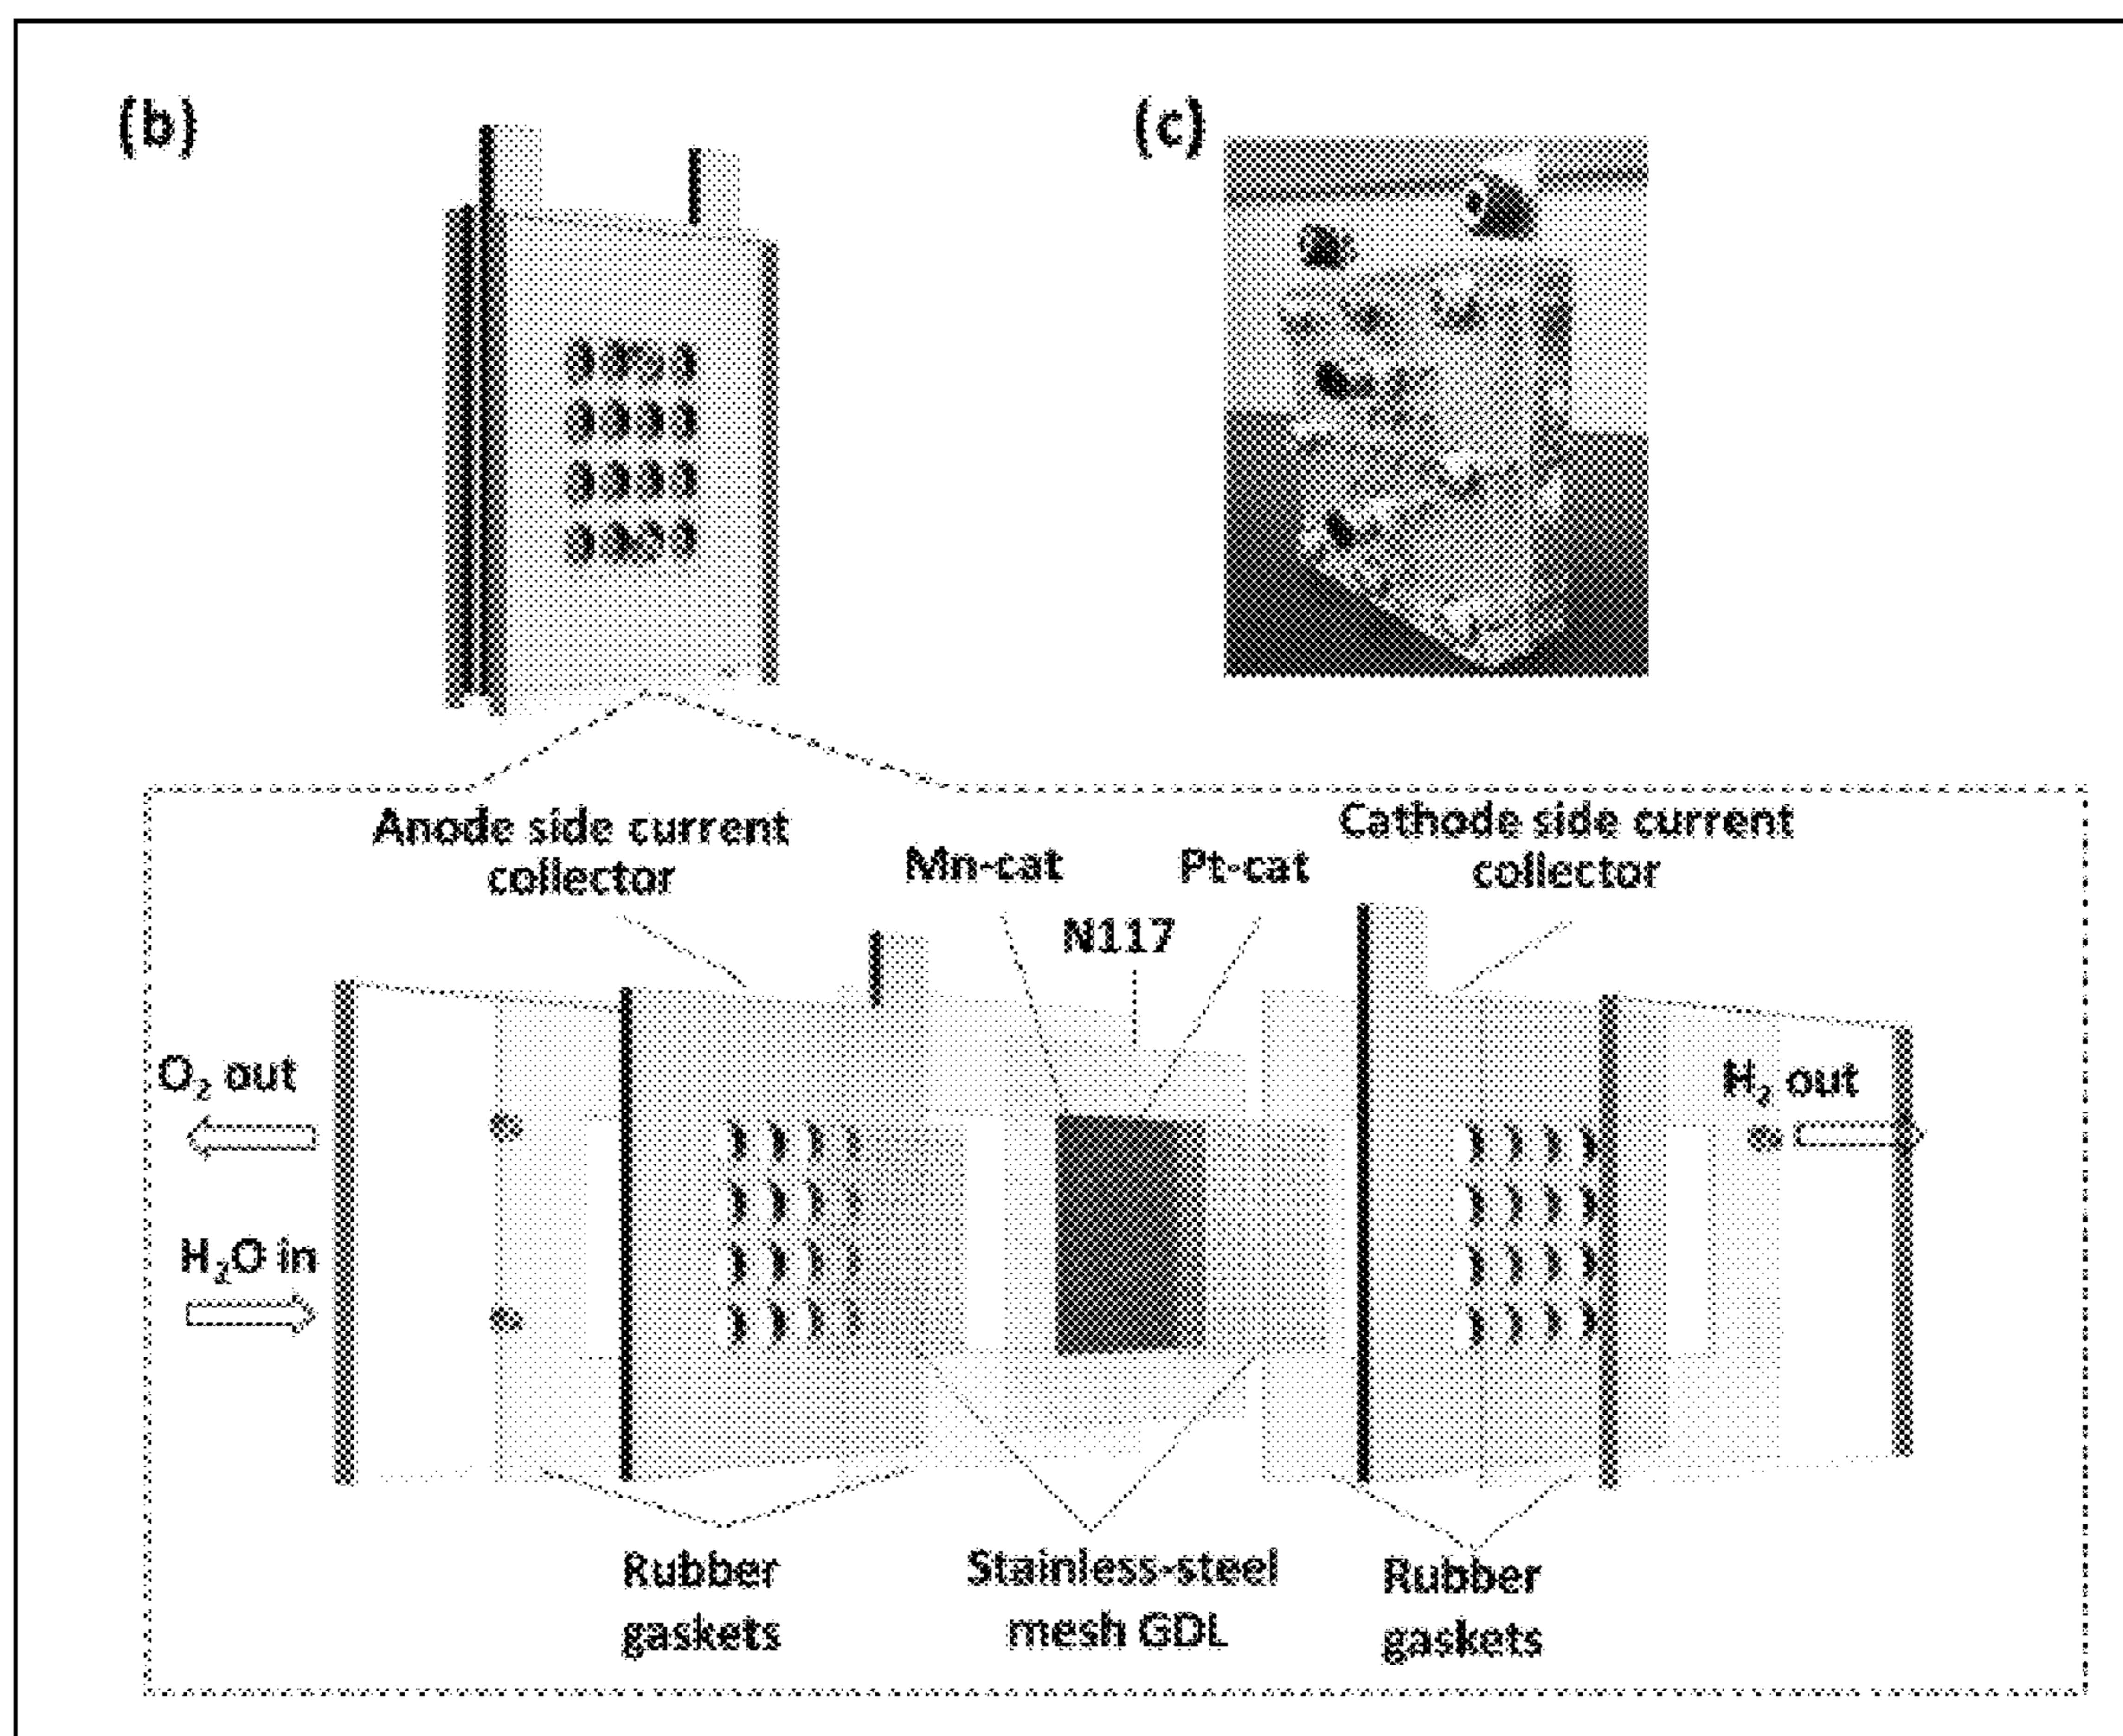 (b)
(c)
Anode side current
collector
Mn-cat
Pt-cat
Cathode side current
collector
N117
O₂ out
H₂ out
H₂O in
Rubber
gaskets
Stainless-steel
mesh GDL
Rubber
gaskets